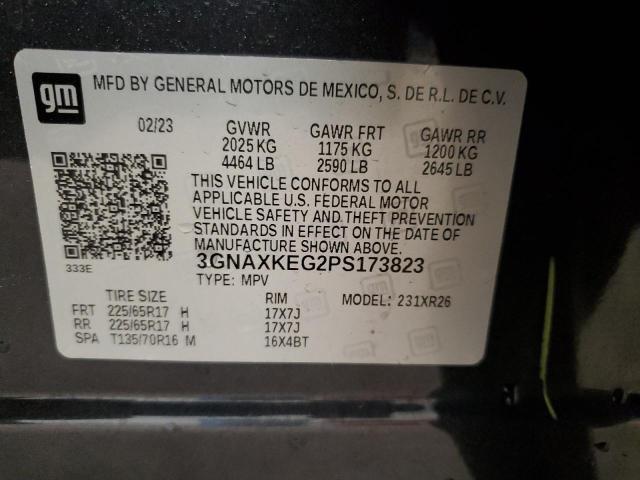 gm
MFD BY GENERAL MOTORS DE MEXICO, S. DE R.L. DE C.V.
02/23 GVWR GAWR FRT GAWR RR
2025 KG 1175 KG 1200 KG
4464 LB 2590 LB 2645 LB
THIS VEHICLE CONFORMS TO ALL
APPLICABLE U.S. FEDERAL MOTOR
VEHICLE SAFETY AND THEFT PREVENTION
STANDARDS IN EFFECT ON THE DATE OF
MANUFACTURE SHOWN ABOVE.
333E 3GNAXKEG2PS173823
TYPE: MPV
TIRE SIZE RIM MODEL: 231XR26
FRT 225/65R17 H 17X7J
RR 225/65R17 H 17X7J
SPA T135/70R16 M 16X4BT